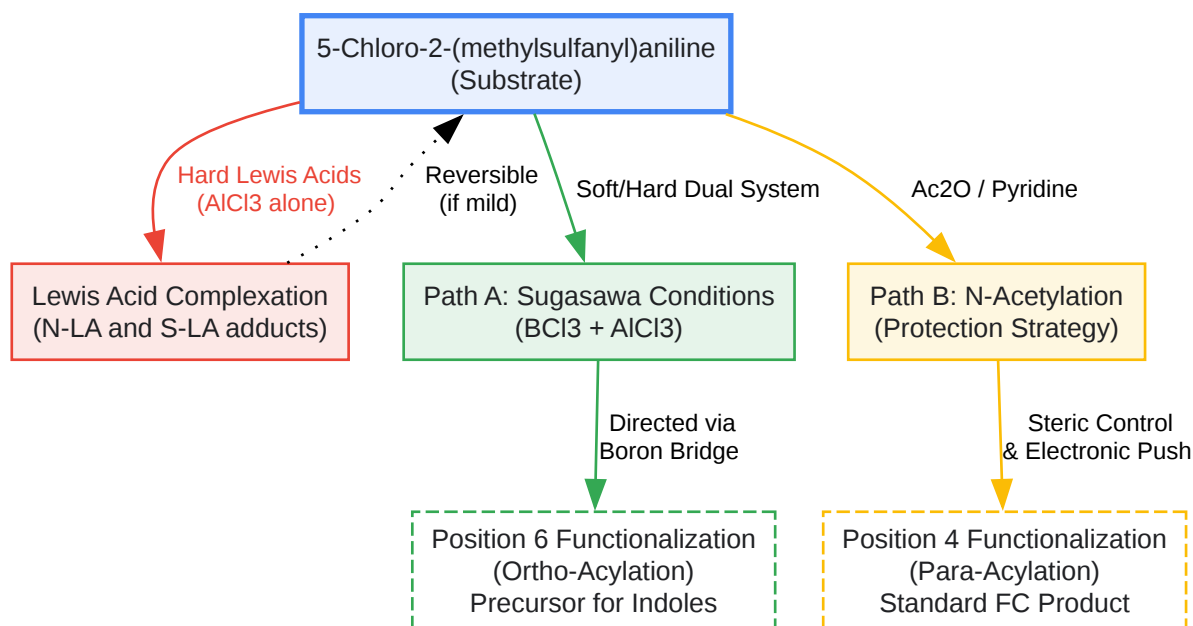 5-Chloro-2-(methylsulfanyl)aniline
(Substrate)
Hard Lewis Acids
(AlCl3 alone)
Reversible
(if mild)
Soft/Hard Dual System
Ac2O / Pyridine
Lewis Acid Complexation
(N-LA and S-LA adducts)
Path A: Sugasawa Conditions
(BCl3 + AlCl3)
Path B: N-Acetylation
(Protection Strategy)
Directed via
Boron Bridge
Steric Control
& Electronic Push
Position 6 Functionalization
(Ortho-Acylation)
Precursor for Indoles
Position 4 Functionalization
(Para-Acylation)
Standard FC Product